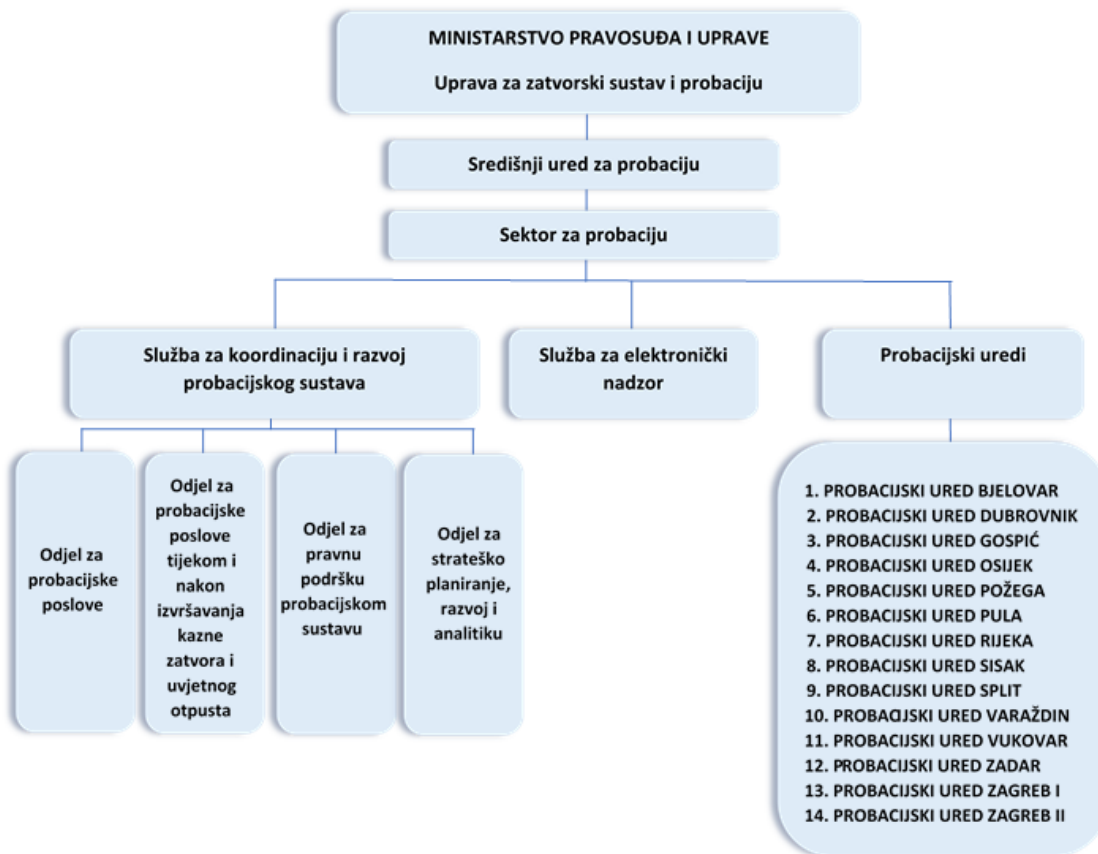 MINISTARSTVO PRAVOSUĐA I UPRAVE
Uprava za zatvorski sustav i probaciju
Središnji ured za probaciju
Sektor za probaciju
Služba za koordinaciju i razvoj
probacijskog sustava
Služba za elektronički
nadzor
Probacijski uredi
Odjel za
probacijske
poslove
Odjel za
probacijske
poslove
tijekom i
nakon
izvršavanja
kazne
zatvora i
uvjetnog
otpusta
Odjel za
pravnu
podršku
probacijskom
sustavu
Odjel za
strateško
planiranje,
razvoj i
analitiku
1. PROBACIJSKI URED BJELOVAR
2. PROBACIJSKI URED DUBROVNIK
3. PROBACIJSKI URED GOSPIĆ
4. PROBACIJSKI URED OSIJEK
5. PROBACIJSKI URED POŽEGA
6. PROBACIJSKI URED PULA
7. PROBACIJSKI URED RIJEKA
8. PROBACIJSKI URED SISAK
9. PROBACIJSKI URED SPLIT
10. PROBACIJSKI URED VARAŽDIN
11. PROBACIJSKI URED VUKOVAR
12. PROBACIJSKI URED ZADAR
13. PROBACIJSKI URED ZAGREB I
14. PROBACIJSKI URED ZAGREB II